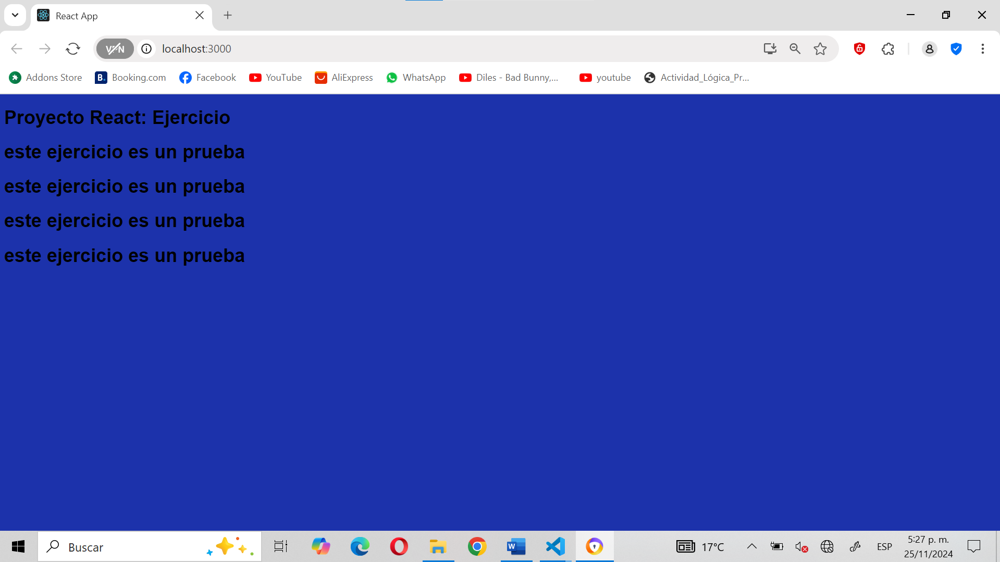 React App
VPN
localhost:3000
Addons Store
B. Booking.com
Facebook
YouTube
AliExpress
WhatsApp
Diles - Bad Bunny,...
youtube
Actividad_Lógica_Pr...
Proyecto React: Ejercicio
este ejercicio es un prueba
este ejercicio es un prueba
este ejercicio es un prueba
este ejercicio es un prueba
Buscar
W
17°C
ESP
5:27 p. m.
25/11/2024